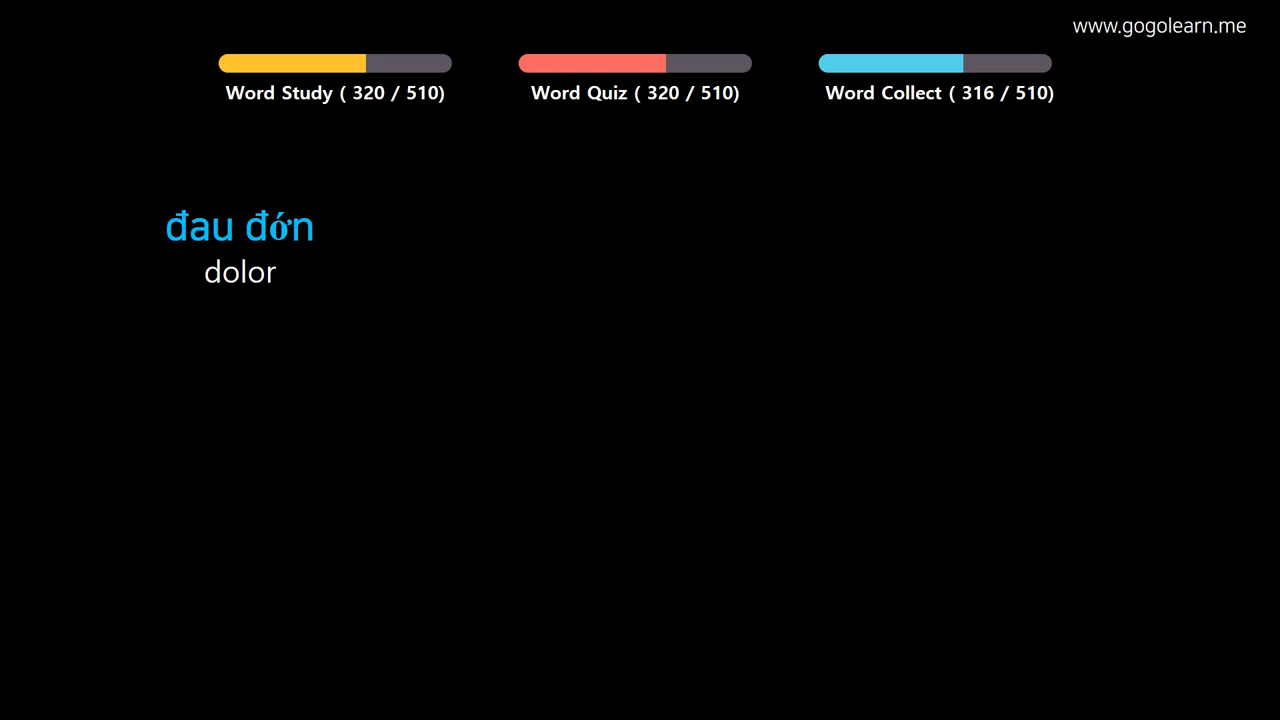 www.gogolearn.me
Word Study ( 320 / 510)
Word Quiz ( 320 / 510)
Word Collect ( 316 / 510)
đau đớn
dolor